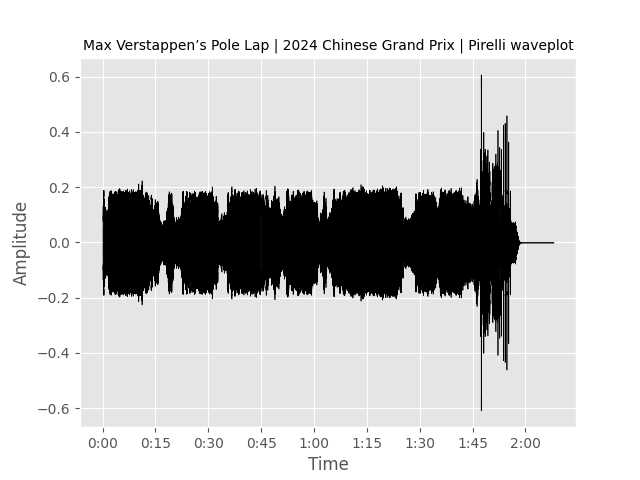 Max Verstappen’s Pole Lap | 2024 Chinese Grand Prix | Pirelli waveplot
0.6
0.4
0.2
0.0
−0.2
−0.4
−0.6
Amplitude
0:00 0:15 0:30 0:45 1:00 1:15 1:30 1:45 2:00
Time